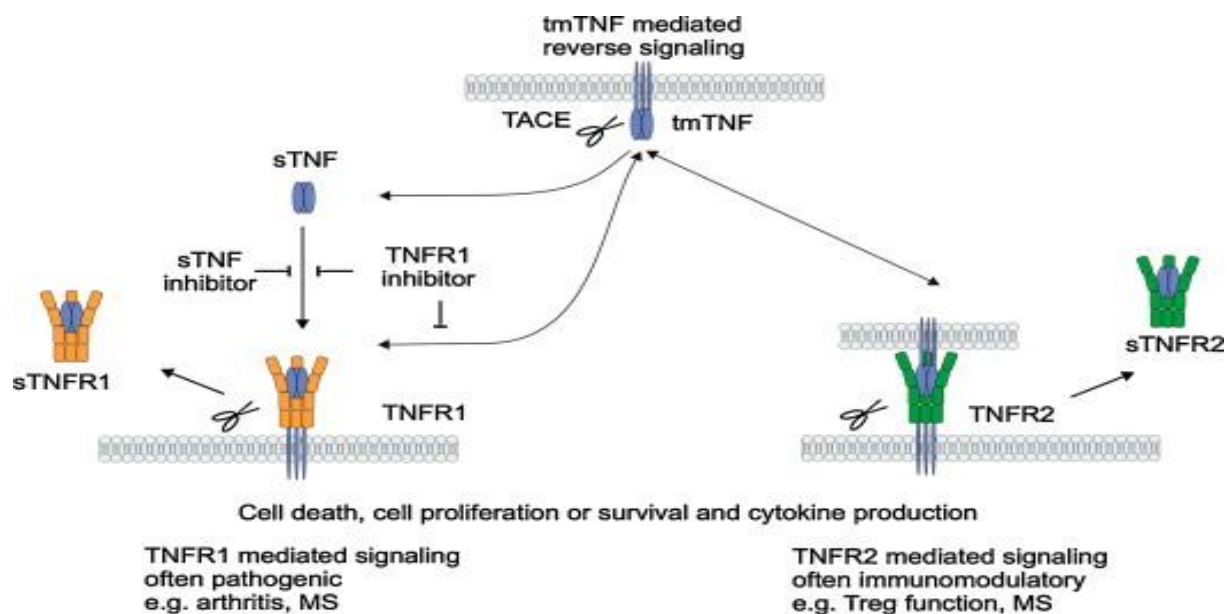 tmTNF mediated
reverse signaling
TACE
tmTNF
sTNF
sTNF
inhibitor
TNFR1
inhibitor
sTNFR1
TNFR1
sTNFR2
TNFR2
Cell death, cell proliferation or survival and cytokine production
TNFR1 mediated signaling
often pathogenic
e.g. arthritis, MS
TNFR2 mediated signaling
often immunomodulatory
e.g. Treg function, MS